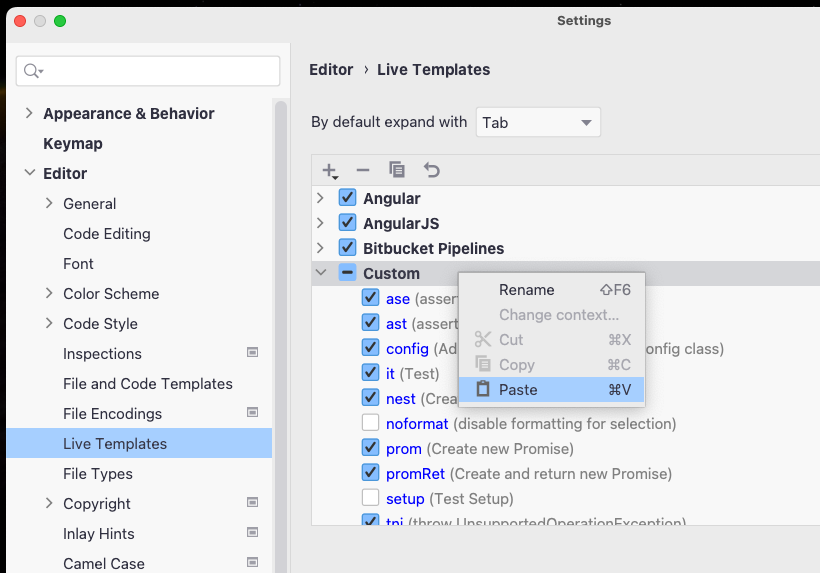 Settings
Appearance & Behavior
Keymap
Editor
General
Code Editing
Font
Color Scheme
Code Style
Inspections
File and Code Templates
File Encodings
Live Templates
File Types
Copyright
Inlay Hints
Camel Case
Editor › Live Templates
By default expand with Tab
Angular
AngularJS
Bitbucket Pipelines
Custom
ase (assert
ast (assert
config (Ad onfig class)
it (Test)
nest (Crea
noformat (disable formatting for selection)
prom (Create new Promise)
promRet (Create and return new Promise)
setup (Test Setup)
tni (throw UnsupportedOperationException)
Rename ⇧F6
Change context...
Cut ⌘X
Copy ⌘C
Paste ⌘V